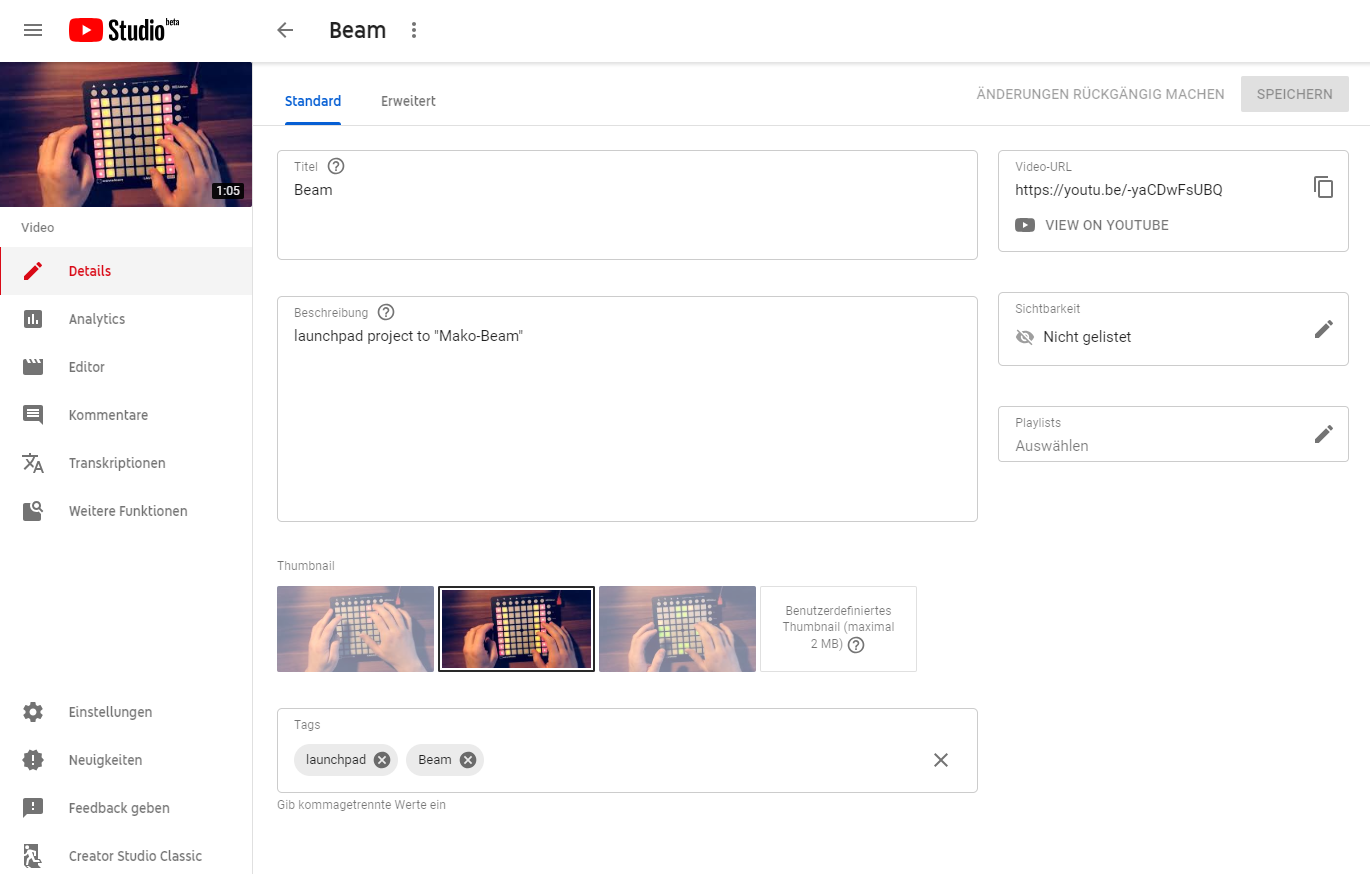 Studio beta
Beam
1:05
Video
Details
Analytics
Editor
Kommentare
Transkriptionen
Weitere Funktionen
Einstellungen
Neuigkeiten
Feedback geben
Creator Studio Classic
Standard
Erweitert
ÄNDERUNGEN RÜCKGÄNGIG MACHEN
SPEICHERN
Titel
Beam
Beschreibung
launchpad project to "Mako-Beam"
Thumbnail
Benutzerdefiniertes
Thumbnail (maximal
2 MB)
Tags
launchpad
Beam
Gib kommagetrennte Werte ein
Video-URL
https://youtu.be/-yaCDwFsUBQ
VIEW ON YOUTUBE
Sichtbarkeit
Nicht gelistet
Playlists
Auswählen